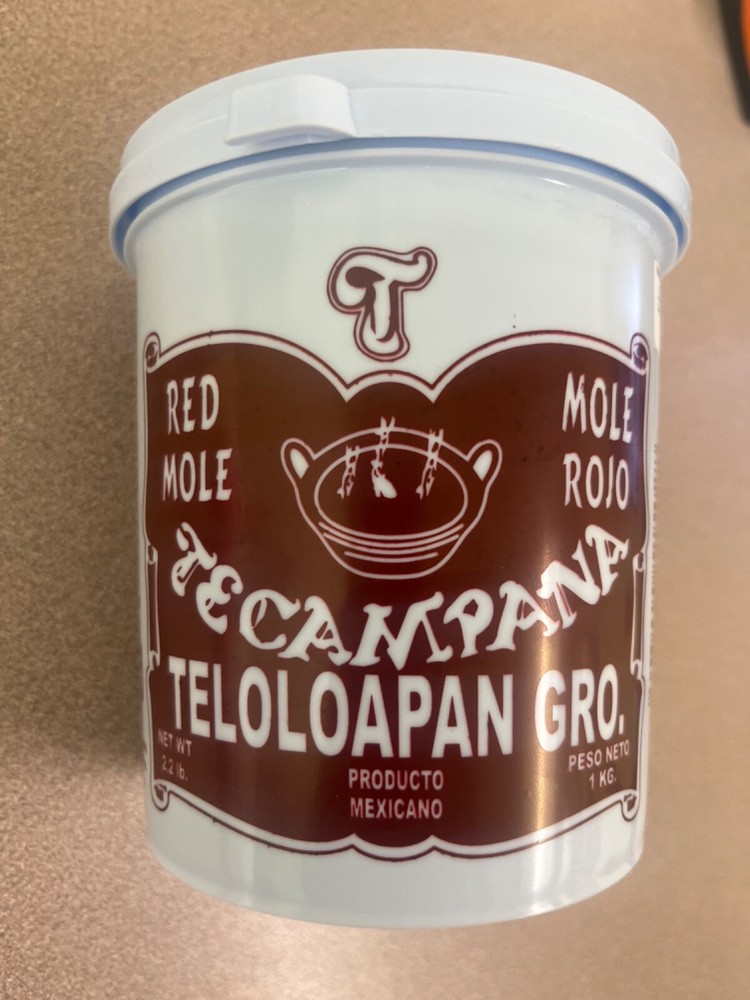 T
RED
MOLE
MOLE
ROJO
TECAMPANA
TELOLOAPAN GRO.
NET WT
2.2 lb.
PESO NETO
1 KG.
PRODUCTO
MEXICANO